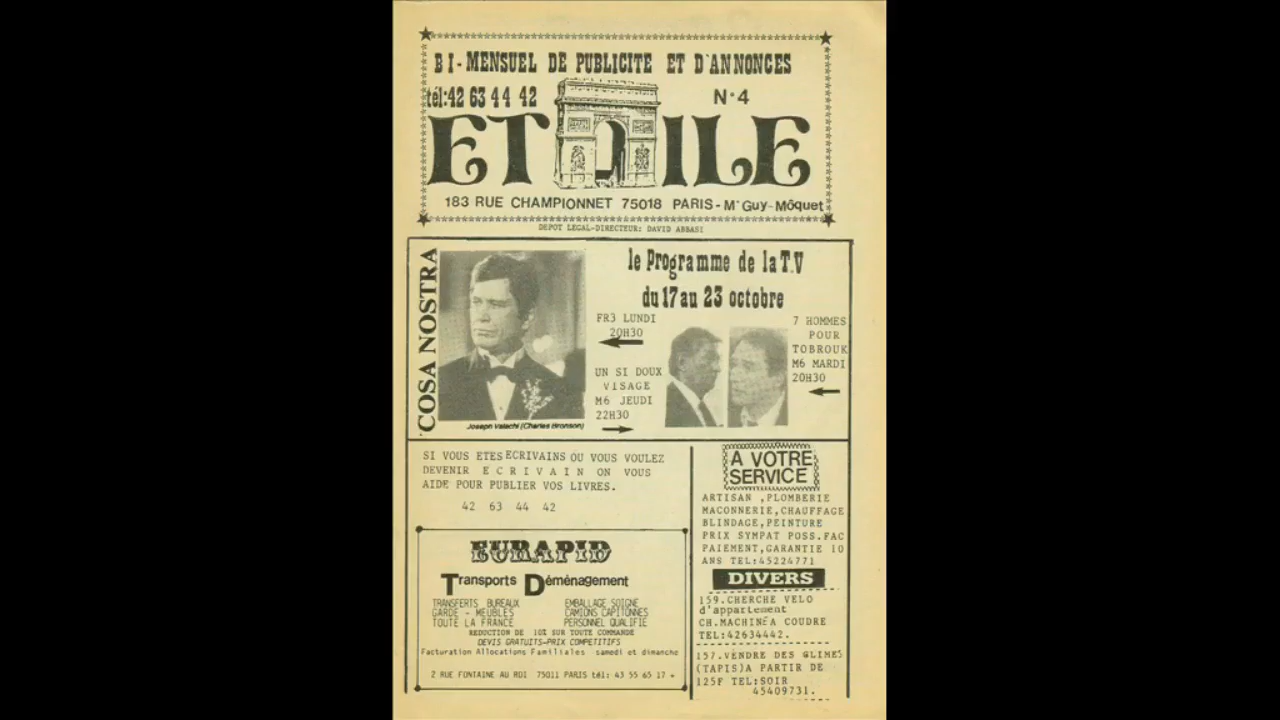 BI-MENSUEL DE PUBLICITE ET D'ANNONCES
tél:42 63 44 42
N°4
ETOILE
183 RUE CHAMPIONNET 75018 PARIS-M°Guy-Môquet
DEPOT LEGAL-DIRECTEUR: DAVID ABBASI
COSA NOSTRA
Joseph Valachi (Charles Bronson)
le Programme de la T.V
du 17 au 23 octobre
FR3 LUNDI
20H30
UN SI DOUX
VISAGE
M6 JEUDI
22H30
7 HOMMES
POUR
TOBROUK
M6 MARDI
20H30
SI VOUS ETES ECRIVAINS OU VOUS VOULEZ
DEVENIR E C R I V A I N ON VOUS
AIDE POUR PUBLIER VOS LIVRES.
42 63 44 42
EURAPID
Transports Déménagement
TRANSFERTS BUREAUX
GARDE - MEUBLES
TOUTE LA FRANCE
EMBALLAGE SOIGNE
CAMIONS CAPITONNES
PERSONNEL QUALIFIE
REDUCTION DE 10% SUR TOUTE COMMANDE
DEVIS GRATUITS-PRIX COMPETITIFS
Facturation Allocations Familiales samedi et dimanche
2 RUE FONTAINE AU ROI 75011 PARIS tél: 43 55 65 17 +
A VOTRE
SERVICE
ARTISAN ,PLOMBERIE
MACONNERIE,CHAUFFAGE
BLINDAGE,PEINTURE
PRIX SYMPAT POSS.FAC
PAIEMENT,GARANTIE 10
ANS TEL:45224771
DIVERS
159.CHERCHE VELO
d'appartement
CH.MACHINE A COUDRE
TEL:42634442.
157.VENDRE DES GLIMES
(TAPIS)A PARTIR DE
125F TEL:SOIR
45409731.